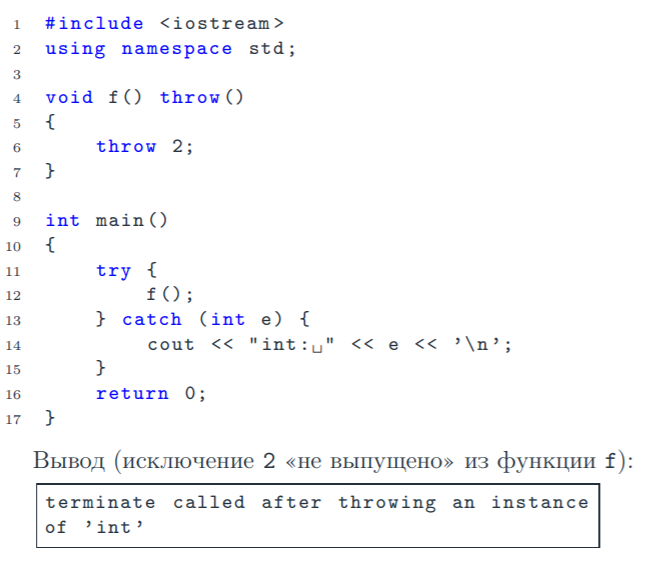 1 #include <iostream>
2 using namespace std;
3
4 void f() throw()
5 {
6     throw 2;
7 }
8
9 int main()
10 {
11     try {
12         f();
13     } catch (int e) {
14         cout << "int:␣" << e << '\n';
15     }
16     return 0;
17 }
Вывод (исключение 2 «не выпущено» из функции f):
terminate called after throwing an instance
of 'int'